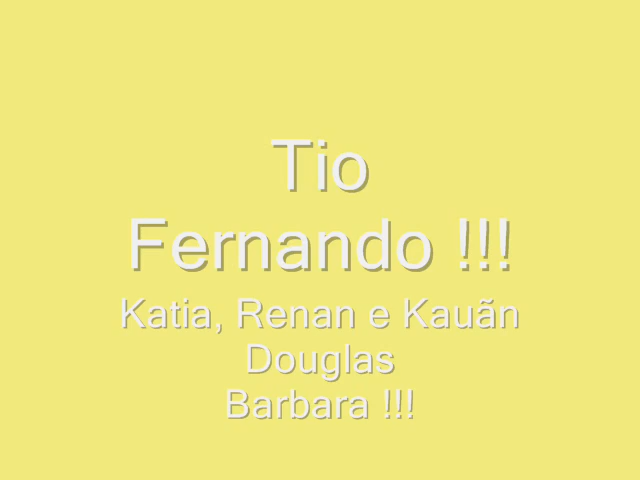 Tio
Fernando !!!
Katia, Renan e Kauãn
Douglas
Barbara !!!